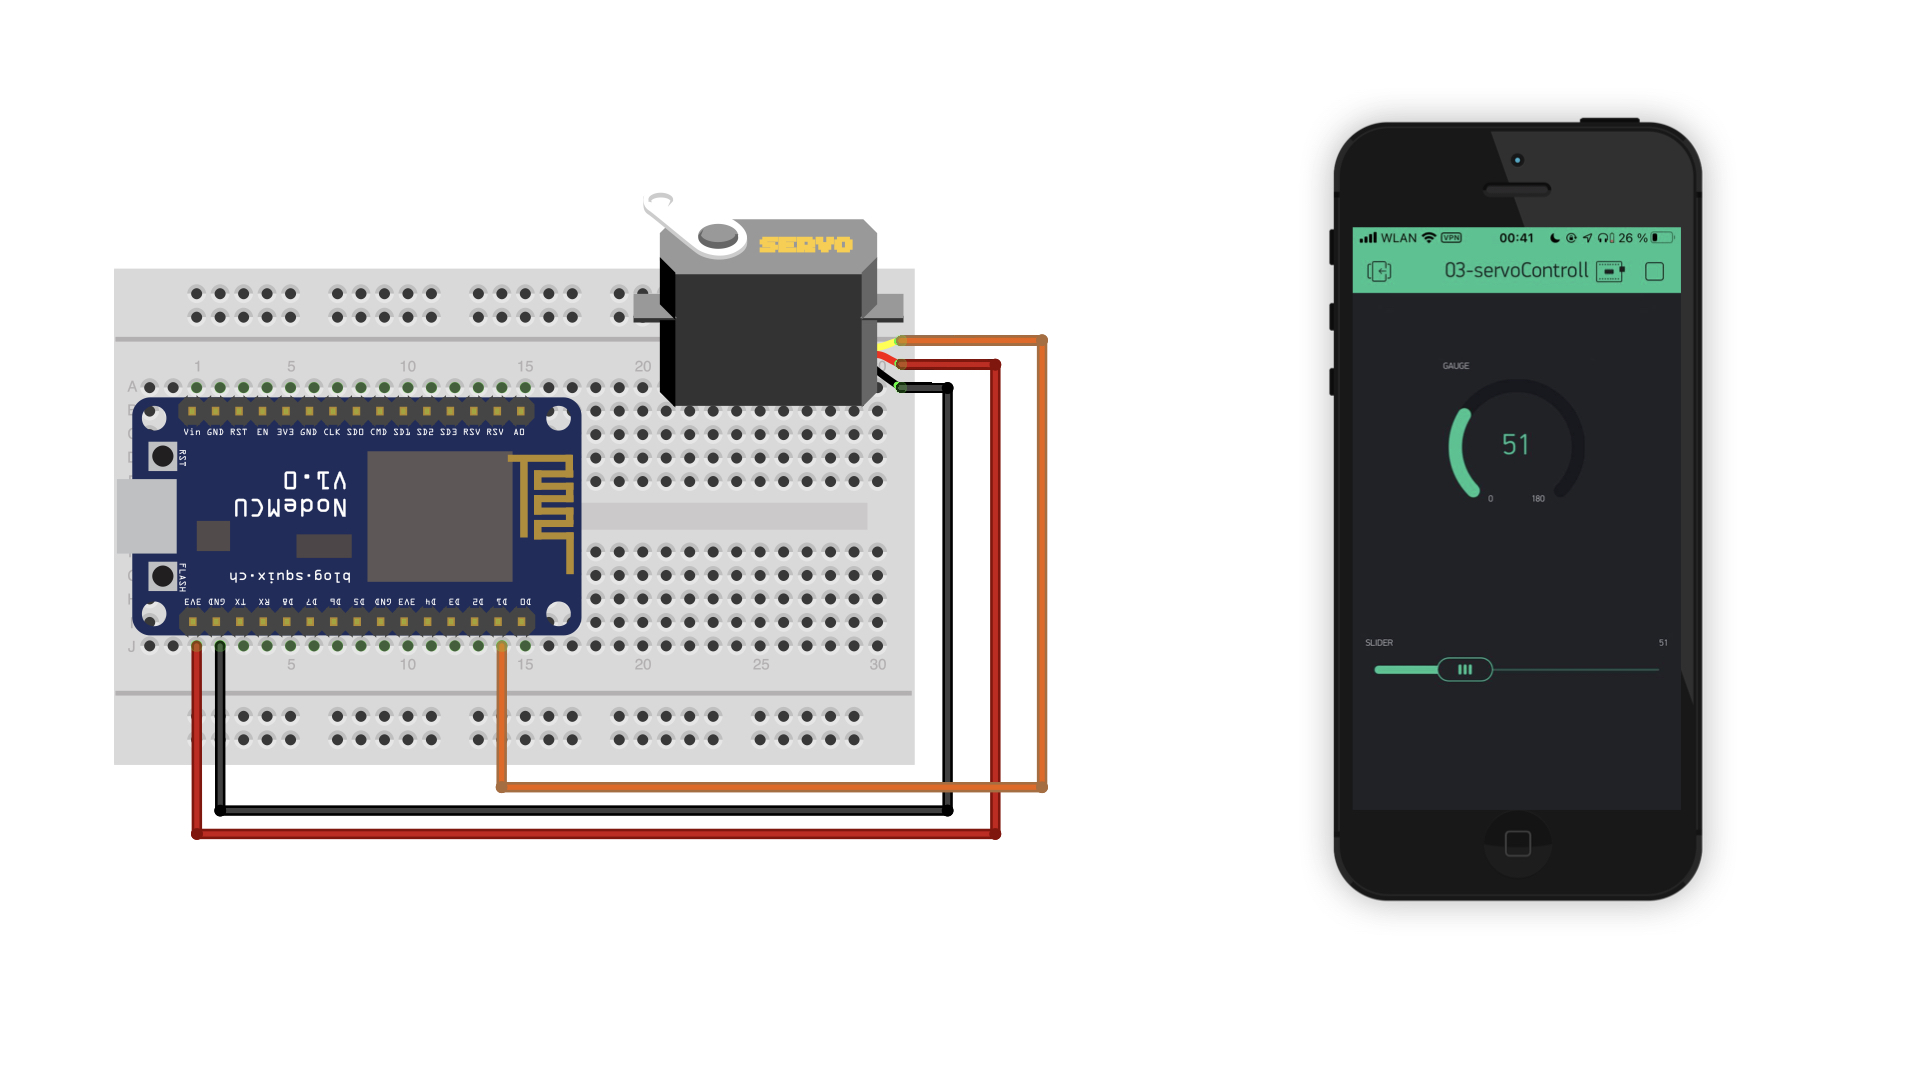 SERVO
1 5 10 15 20
A
Vin GND RST EN 3V3 GND CLK SD0 CMD SD1 SD2 SD3 RSV RSV A0
RST
NodeMCU
V1.0
blog.squix.ch
FLASH
3V3 GND TX RX D8 D7 D6 D5 GND 3V3 D4 D3 D2 D1 D0
J
5 10 15 20 25 30
WLAN VPN 00:41 26 %
03-servoControll
GAUGE
51
0 180
SLIDER 51